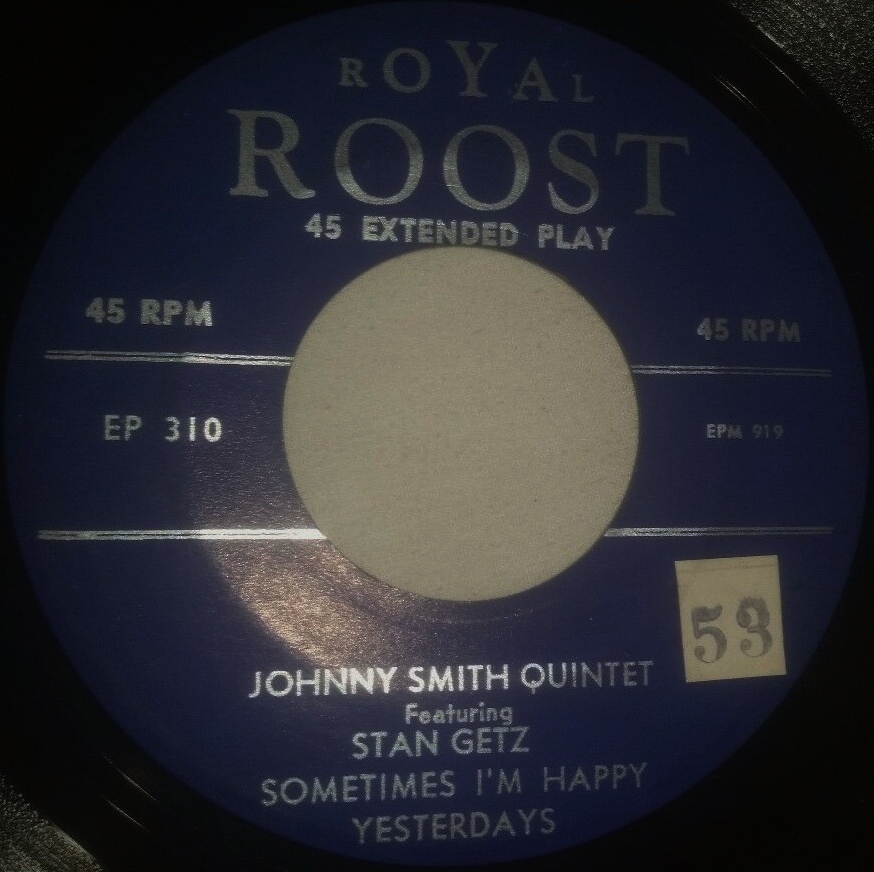 ROYAL
ROOST
45 EXTENDED PLAY
45 RPM
45 RPM
EP 310
EPM 919
53
JOHNNY SMITH QUINTET
Featuring
STAN GETZ
SOMETIMES I'M HAPPY
YESTERDAYS